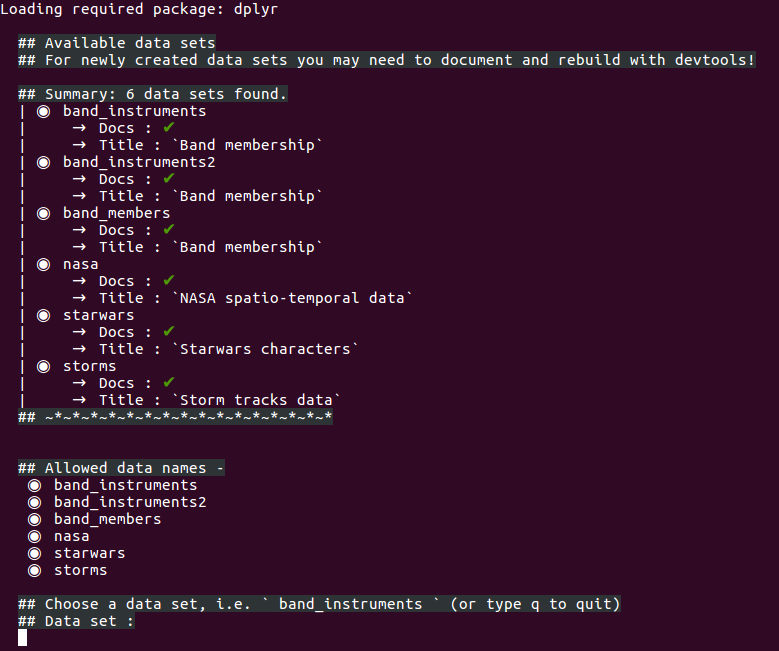 Loading required package: dplyr
## Available data sets
## For newly created data sets you may need to document and rebuild with devtools!
## Summary: 6 data sets found.
| ◉ band_instruments
|     → Docs : ✔
|     → Title : `Band membership`
| ◉ band_instruments2
|     → Docs : ✔
|     → Title : `Band membership`
| ◉ band_members
|     → Docs : ✔
|     → Title : `Band membership`
| ◉ nasa
|     → Docs : ✔
|     → Title : `NASA spatio-temporal data`
| ◉ starwars
|     → Docs : ✔
|     → Title : `Starwars characters`
| ◉ storms
|     → Docs : ✔
|     → Title : `Storm tracks data`
## ~*~*~*~*~*~*~*~*~*~*~*~*~*~*~*~*
## Allowed data names -
◉ band_instruments
◉ band_instruments2
◉ band_members
◉ nasa
◉ starwars
◉ storms
## Choose a data set, i.e. ` band_instruments ` (or type q to quit)
## Data set :